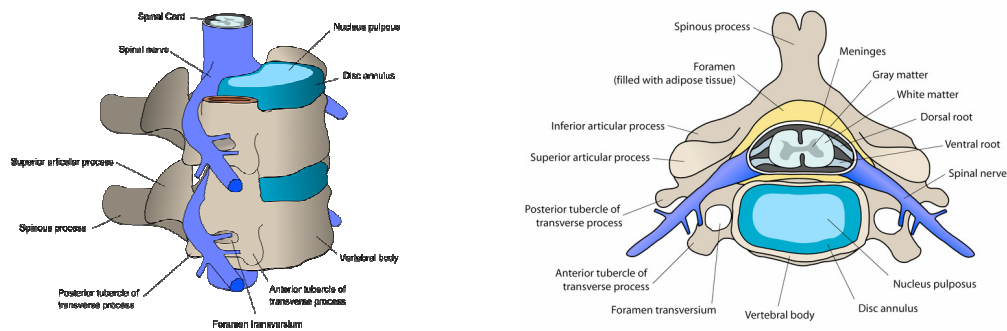 Spinal Cord
Nucleus pulpous
Spinal nerve
Disc annulus
Superior articular process
Spinous process
Vertebral body
Posterior tubercle of
transverse process
Anterior tubercle of
transverse process
Foramen transversium
Spinous process
Meninges
Foramen
(filled with adipose tissue)
Gray matter
White matter
Dorsal root
Inferior articular process
Ventral root
Superior articular process
Spinal nerve
Posterior tubercle of
transverse process
Anterior tubercle of
transverse process
Nucleus pulposus
Foramen transversium
Disc annulus
Vertebral body